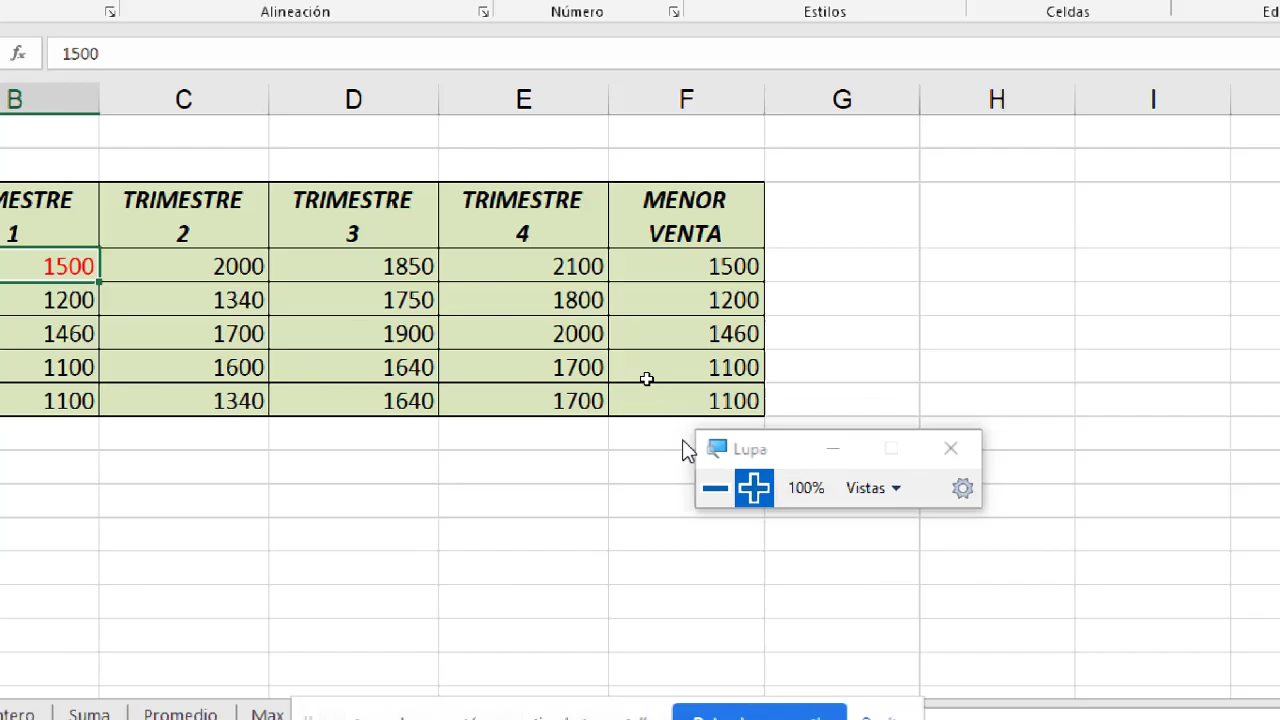 Alineación Número Estilos Celdas Ed
fx 1500
B C D E F G H I
MESTRE TRIMESTRE TRIMESTRE TRIMESTRE MENOR
1 2 3 4 VENTA
1500 2000 1850 2100 1500
1200 1340 1750 1800 1200
1460 1700 1900 2000 1460
1100 1600 1640 1700 1100
1100 1340 1640 1700 1100
Lupa
100% Vistas
ntero Suma Promedio Max